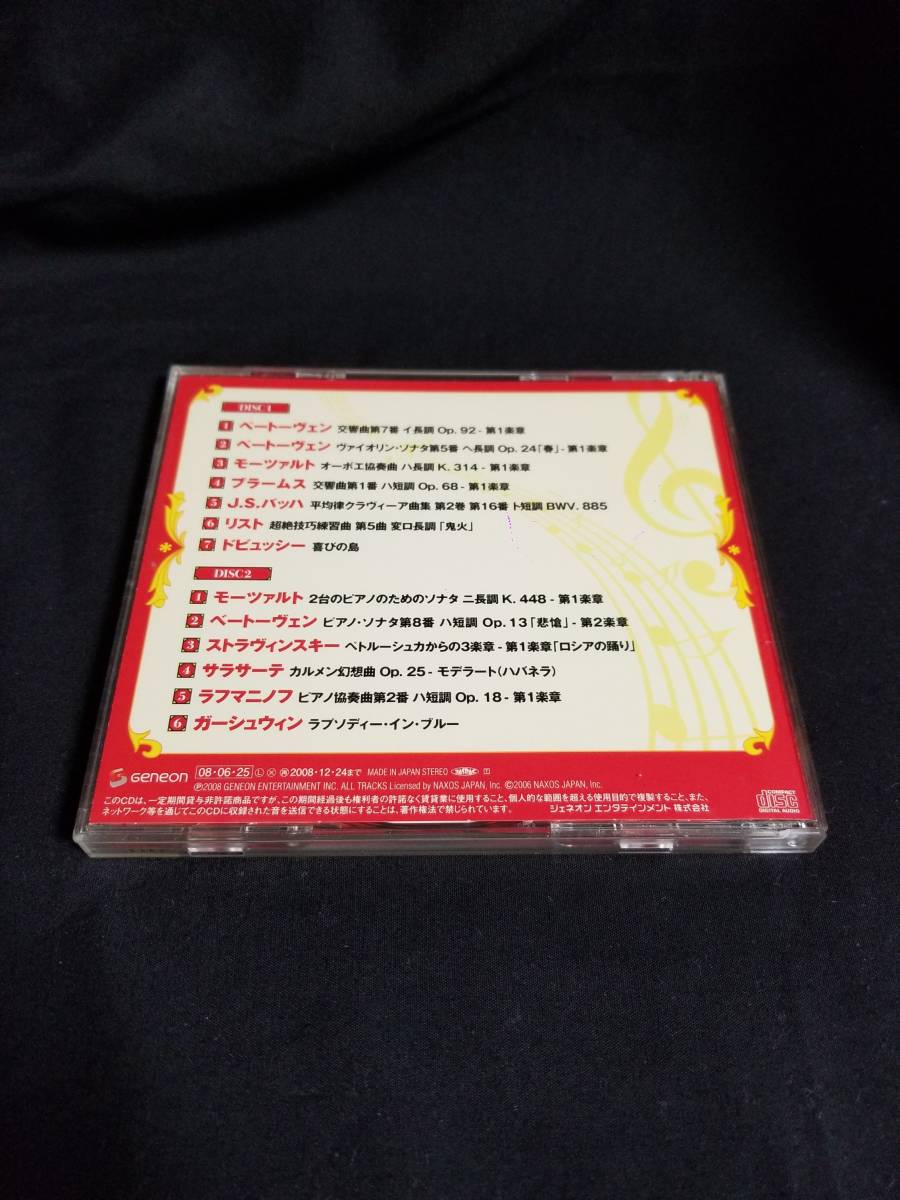 DISC1
1 ベートーヴェン 交響曲第7番 イ長調 Op. 92 - 第1楽章
2 ベートーヴェン ヴァイオリン・ソナタ第5番 ヘ長調 Op. 24「春」- 第1楽章
3 モーツァルト オーボエ協奏曲 ハ長調 K. 314 - 第1楽章
4 ブラームス 交響曲第1番 ハ短調 Op. 68 - 第1楽章
5 J.S.バッハ 平均律クラヴィーア曲集 第2巻 第16番 ト短調 BWV. 885
6 リスト 超絶技巧練習曲 第5曲 変ロ長調「鬼火」
7 ドビュッシー 喜びの島
DISC2
1 モーツァルト 2台のピアノのためのソナタ ニ長調 K. 448 - 第1楽章
2 ベートーヴェン ピアノ・ソナタ第8番 ハ短調 Op. 13「悲愴」- 第2楽章
3 ストラヴィンスキー ペトルーシュカからの3楽章 - 第1楽章「ロシアの踊り」
4 サラサーテ カルメン幻想曲 Op. 25 - モデラート(ハバネラ)
5 ラフマニノフ ピアノ協奏曲第2番 ハ短調 Op. 18 - 第1楽章
6 ガーシュウィン ラプソディー・イン・ブルー
GENEON 08・06・25 Ⓛ Ⓧ 2008・12・24まで MADE IN JAPAN STEREO
Ⓟ2008 GENEON ENTERTAINMENT INC. ALL TRACKS Licensed by NAXOS JAPAN, Inc. ©2006 NAXOS JAPAN, Inc.
このCDは、一定期間貸与非許諾商品ですが、この期間経過後も権利者の許諾なく賃貸業に使用すること、個人的な範囲を超える使用目的で複製すること、また、
ネットワーク等を通じてこのCDに収録された音を送信できる状態にすることは、著作権法で禁じられています。 ジェネオン エンタテインメント 株式会社
COMPACT
disc
DIGITAL AUDIO